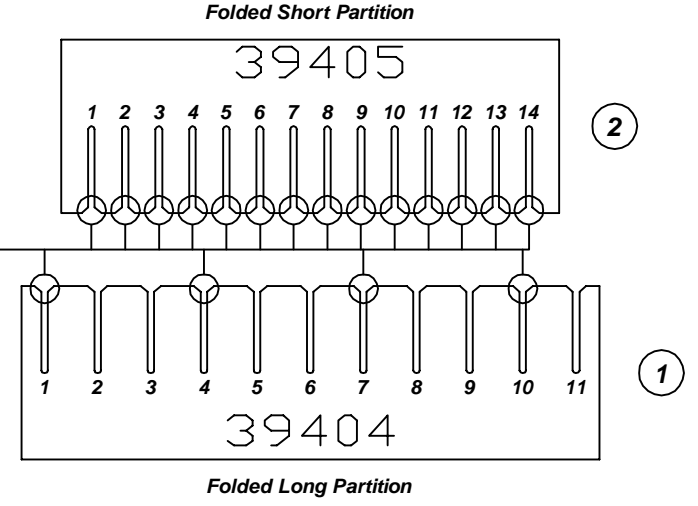 Folded Short Partition
39405
1 2 3 4 5 6 7 8 9 10 11 12 13 14
2
1
1 2 3 4 5 6 7 8 9 10 11
39404
Folded Long Partition